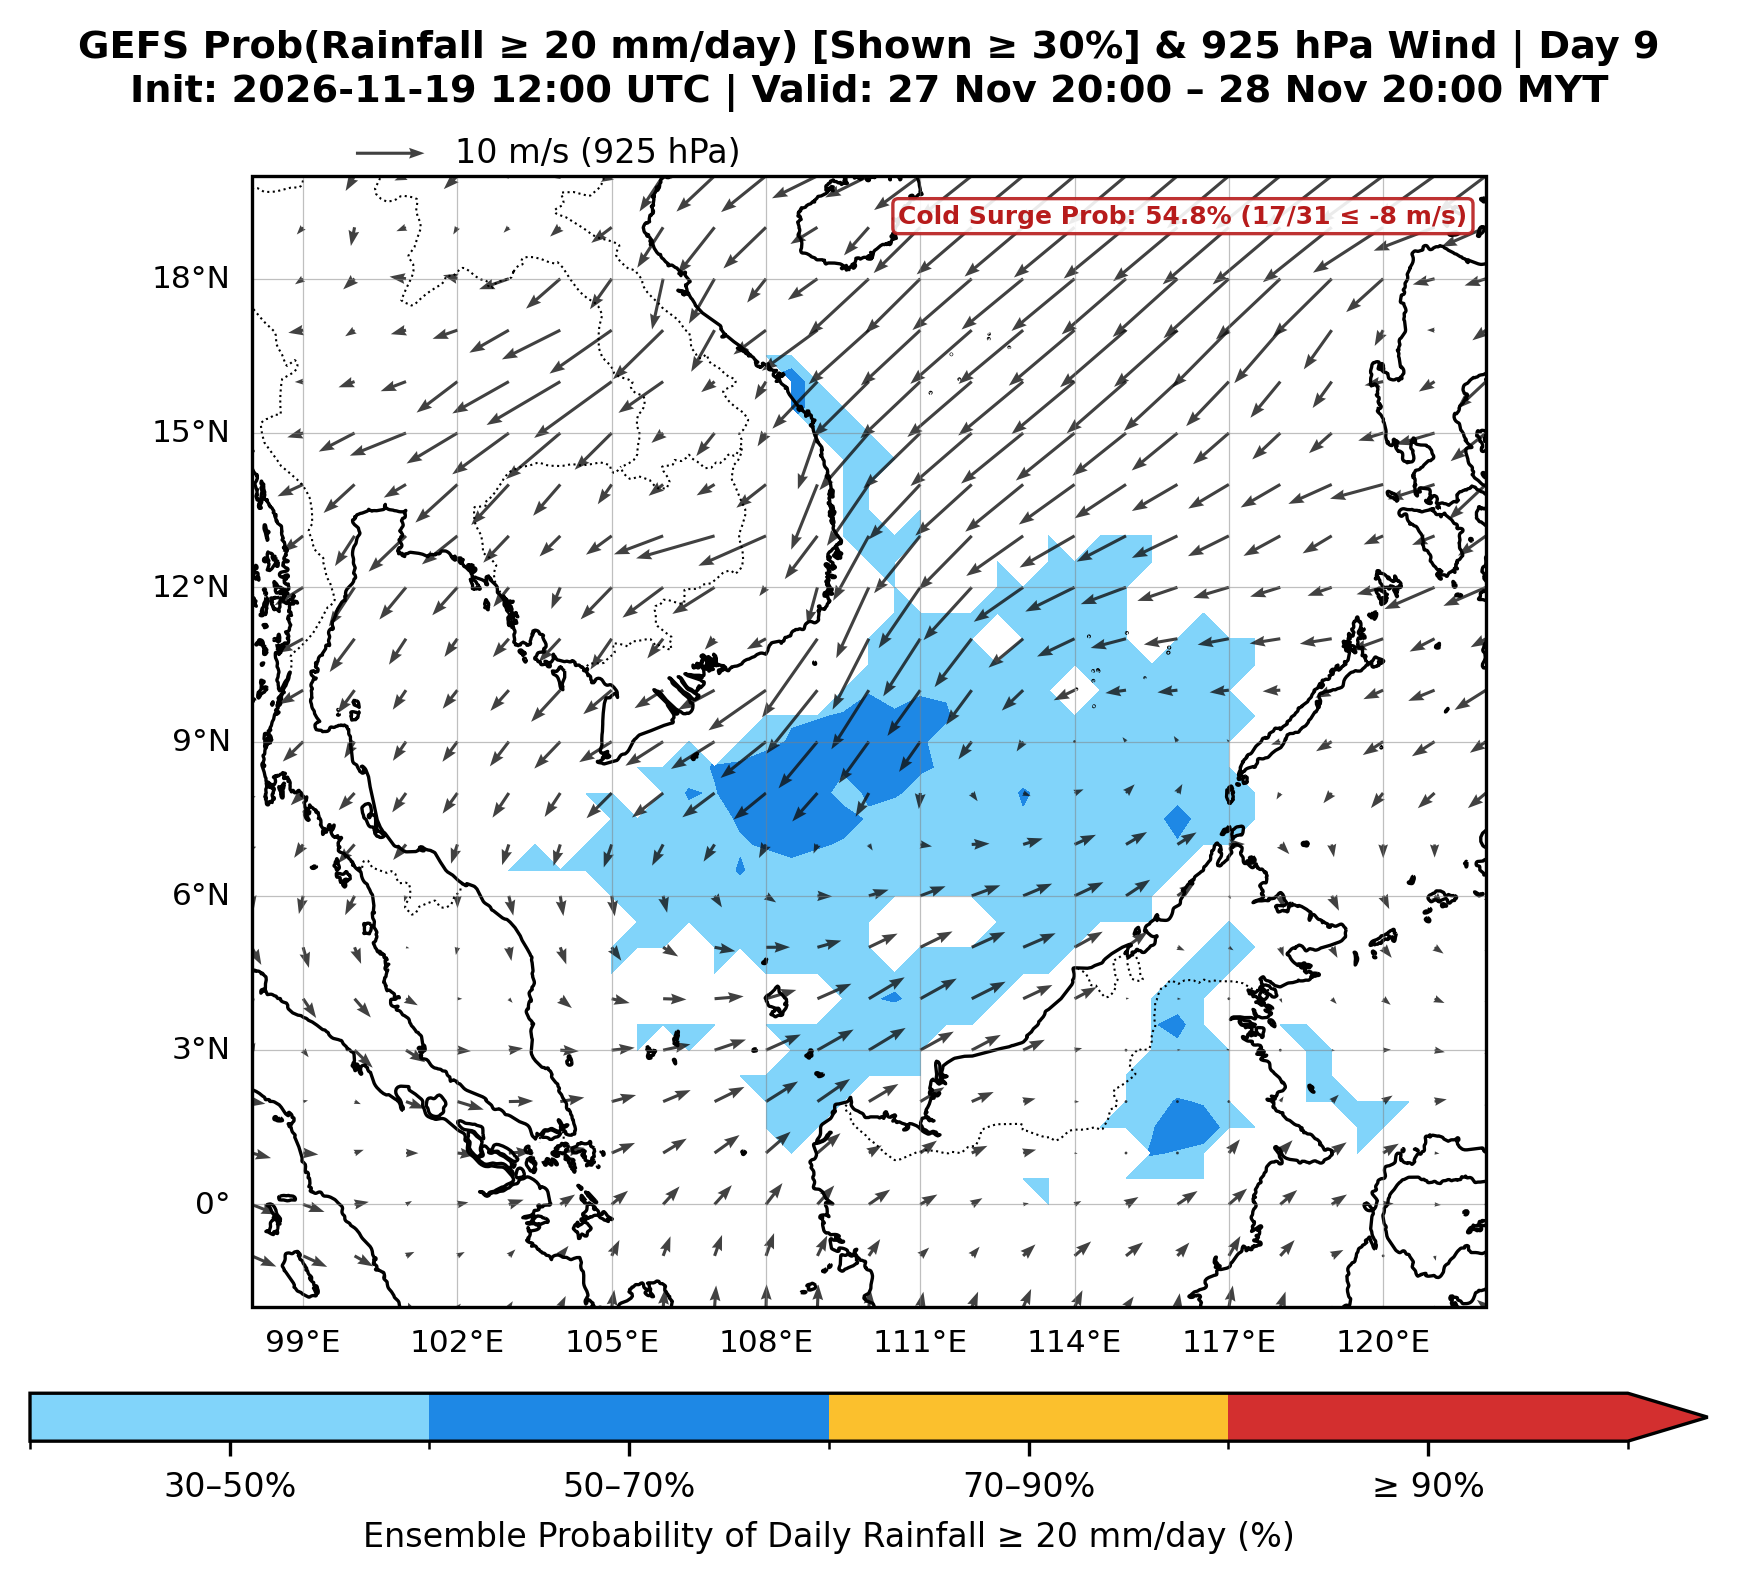 GEFS Prob(Rainfall ≥ 20 mm/day) [Shown ≥ 30%] & 925 hPa Wind | Day 9
Init: 2026-11-19 12:00 UTC | Valid: 27 Nov 20:00 – 28 Nov 20:00 MYT
10 m/s (925 hPa)
Cold Surge Prob: 54.8% (17/31 ≤ -8 m/s)
18°N
15°N
12°N
9°N
6°N
3°N
0°
99°E 102°E 105°E 108°E 111°E 114°E 117°E 120°E
30–50% 50–70% 70–90% ≥ 90%
Ensemble Probability of Daily Rainfall ≥ 20 mm/day (%)